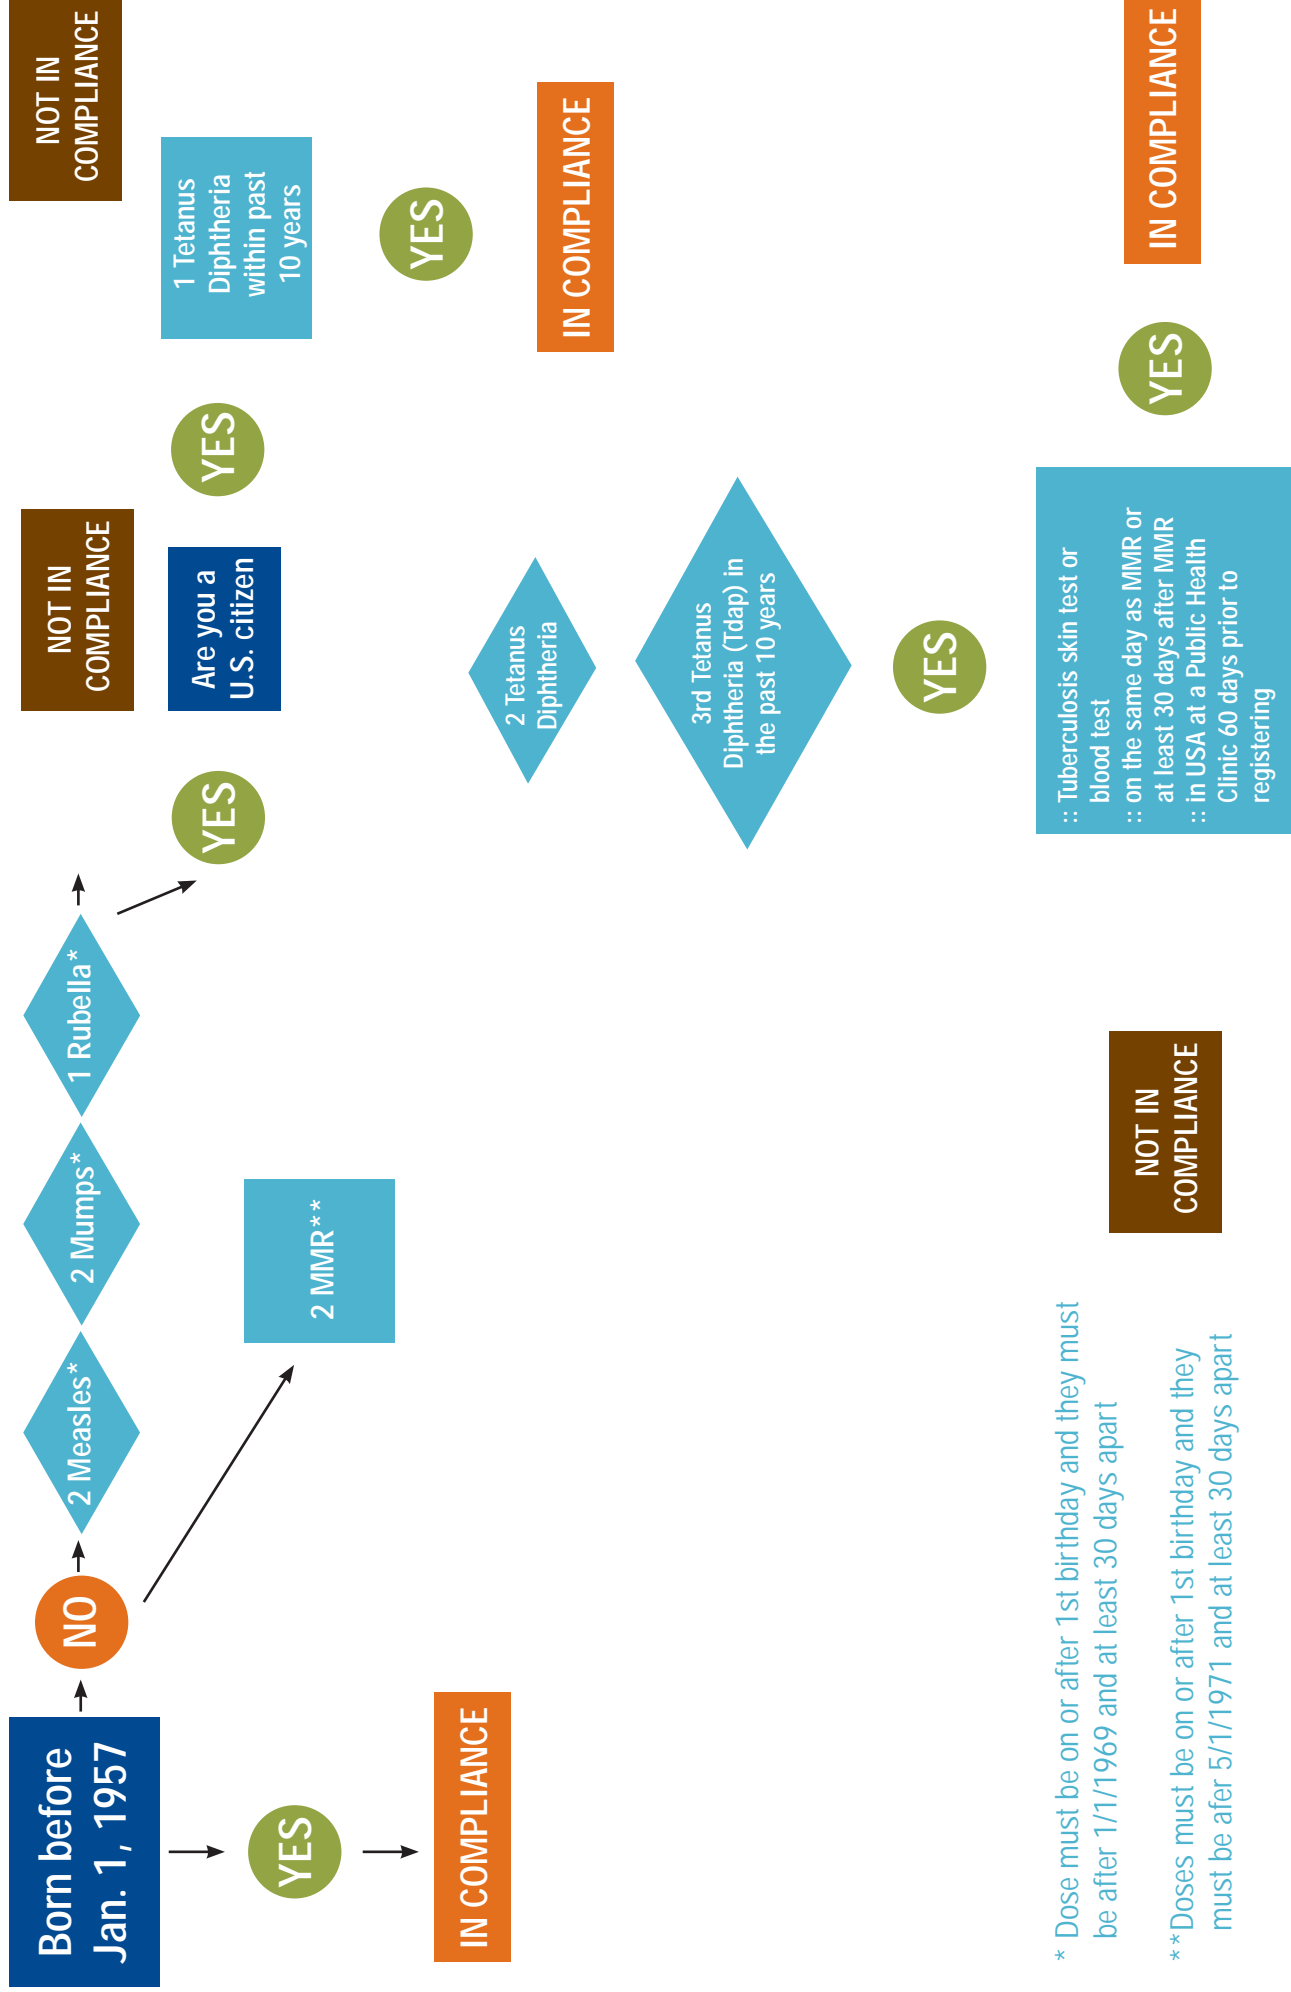 Born before
Jan. 1, 1957
NO
2 Measles*
2 Mumps*
1 Rubella*
NOT IN
COMPLIANCE
NOT IN
COMPLIANCE
YES
Are you a
U.S. citizen
YES
1 Tetanus
Diphtheria
within past
10 years
YES
2 MMR**
YES
IN COMPLIANCE
IN COMPLIANCE
2 Tetanus
Diphtheria
3rd Tetanus
Diphtheria (Tdap) in
the past 10 years
YES
:: Tuberculosis skin test or
blood test
:: on the same day as MMR or
at least 30 days after MMR
:: in USA at a Public Health
Clinic 60 days prior to
registering
YES
IN COMPLIANCE
NOT IN
COMPLIANCE
* Dose must be on or after 1st birthday and they must
be after 1/1/1969 and at least 30 days apart
**Doses must be on or after 1st birthday and they
must be afer 5/1/1971 and at least 30 days apart